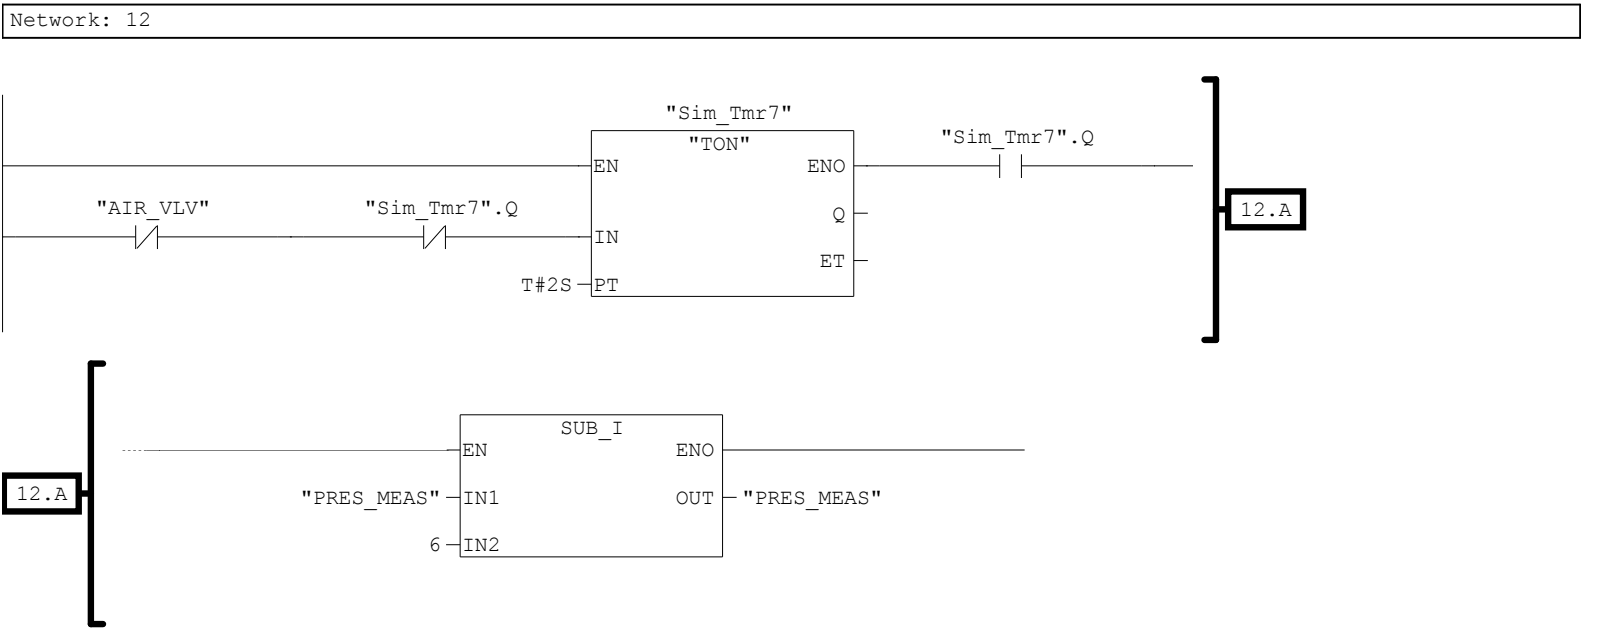 Network: 12
"Sim_Tmr7"
"TON"
"Sim_Tmr7".Q
EN
ENO
"AIR_VLV"
"Sim_Tmr7".Q
Q
12.A
IN
ET
T#2S
PT
SUB_I
EN
ENO
12.A
"PRES_MEAS"
IN1
OUT
"PRES_MEAS"
6
IN2